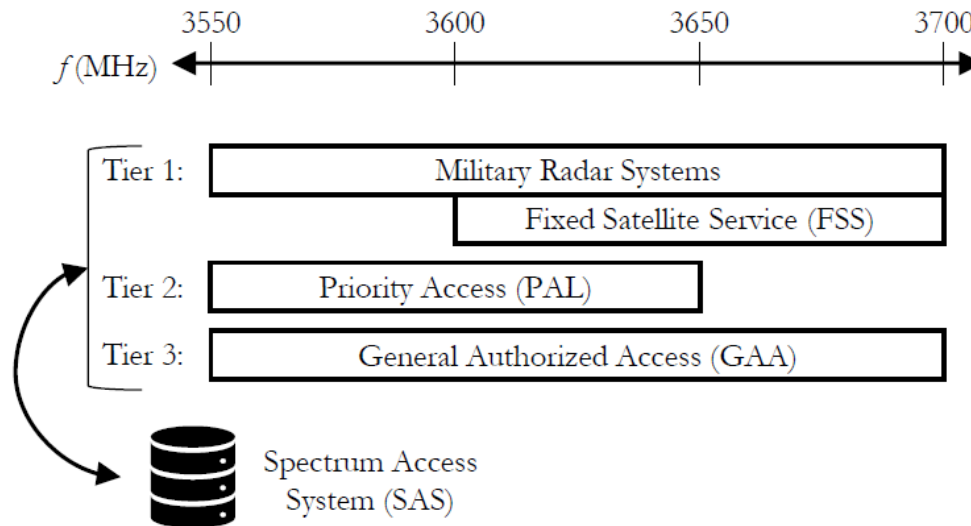 3550 3600 3650 3700
f (MHz)
Tier 1: Military Radar Systems
Fixed Satellite Service (FSS)
Tier 2: Priority Access (PAL)
Tier 3: General Authorized Access (GAA)
Spectrum Access
System (SAS)